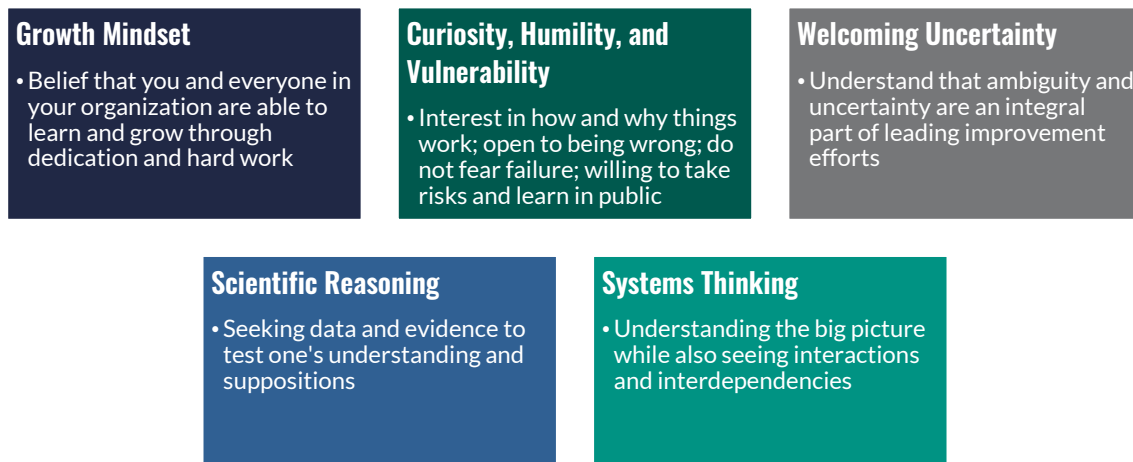 Growth Mindset
• Belief that you and everyone in
your organization are able to
learn and grow through
dedication and hard work
Curiosity, Humility, and
Vulnerability
• Interest in how and why things
work; open to being wrong; do
not fear failure; willing to take
risks and learn in public
Welcoming Uncertainty
• Understand that ambiguity and
uncertainty are an integral
part of leading improvement
efforts
Scientific Reasoning
• Seeking data and evidence to
test one's understanding and
suppositions
Systems Thinking
• Understanding the big picture
while also seeing interactions
and interdependencies